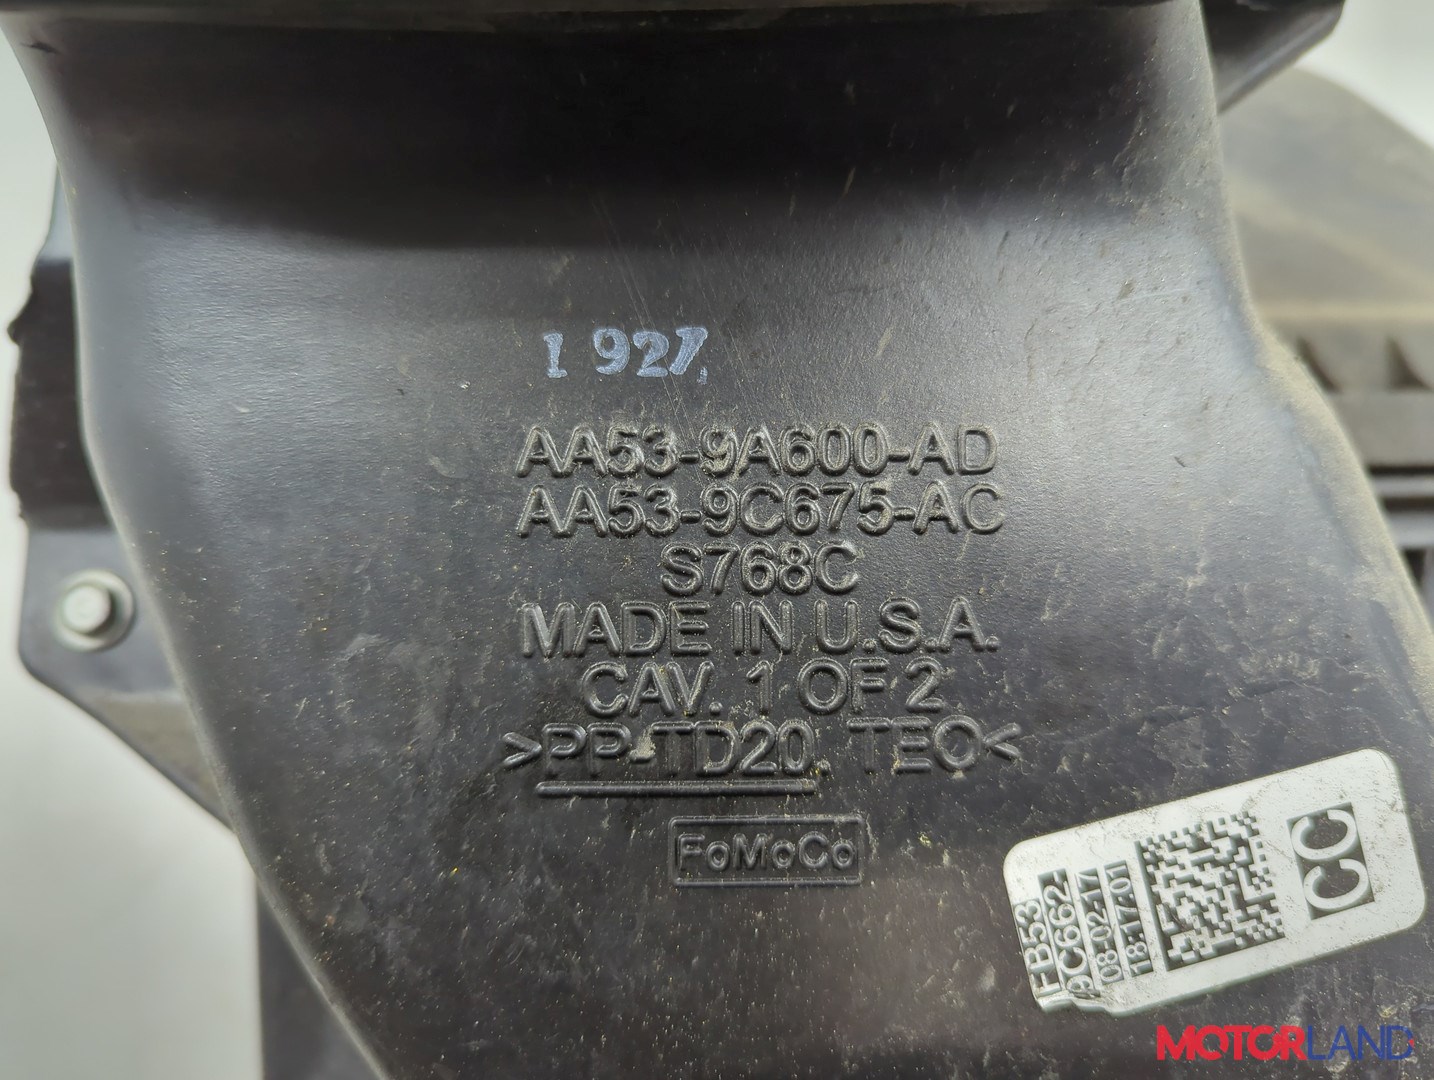 1 927
AA53-9A600-AD
AA53-9C675-AC
S768C
MADE IN U.S.A.
CAV. 1 OF 2
>PP-TD20. TEO<
FoMoCo
FB53
9C662-
08-02-17
18:17:01
CC
MOTORLAND